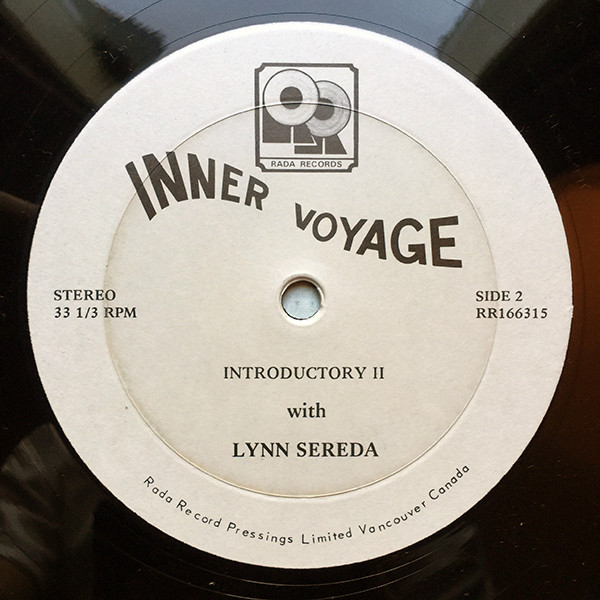 RADA RECORDS
INNER VOYAGE
STEREO
33 1/3 RPM
SIDE 2
RR166315
INTRODUCTORY II
with
LYNN SEREDA
Rada Record Pressings Limited Vancouver Canada